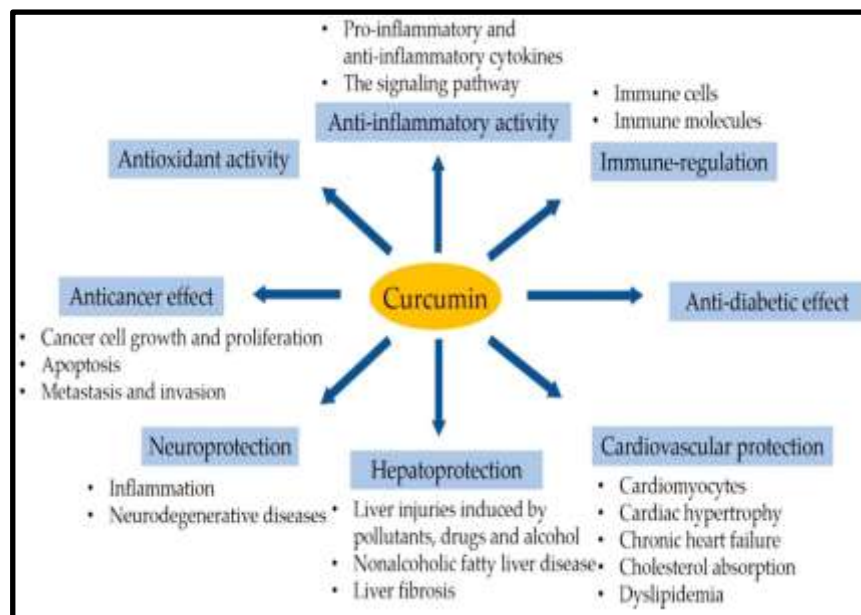 • Pro-inflammatory and
anti-inflammatory cytokines
• The signaling pathway
Anti-inflammatory activity
• Immune cells
• Immune molecules
Immune-regulation
Antioxidant activity
Anticancer effect
• Cancer cell growth and proliferation
• Apoptosis
• Metastasis and invasion
Curcumin
Anti-diabetic effect
Neuroprotection
• Inflammation
• Neurodegenerative diseases
Hepatoprotection
• Liver injuries induced by
pollutants, drugs and alcohol
• Nonalcoholic fatty liver disease
• Liver fibrosis
Cardiovascular protection
• Cardiomyocytes
• Cardiac hypertrophy
• Chronic heart failure
• Cholesterol absorption
• Dyslipidemia